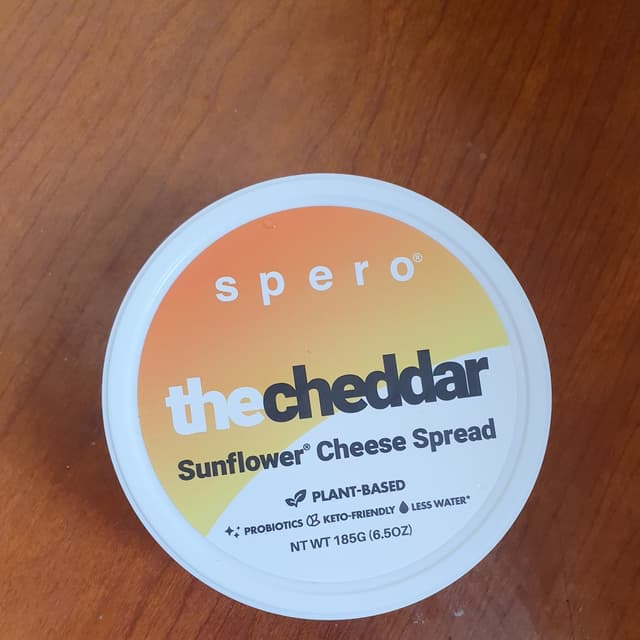 spero®
thecheddar
Sunflower® Cheese Spread
PLANT-BASED
PROBIOTICS KETO-FRIENDLY LESS WATER*
NT WT 185G (6.5OZ)